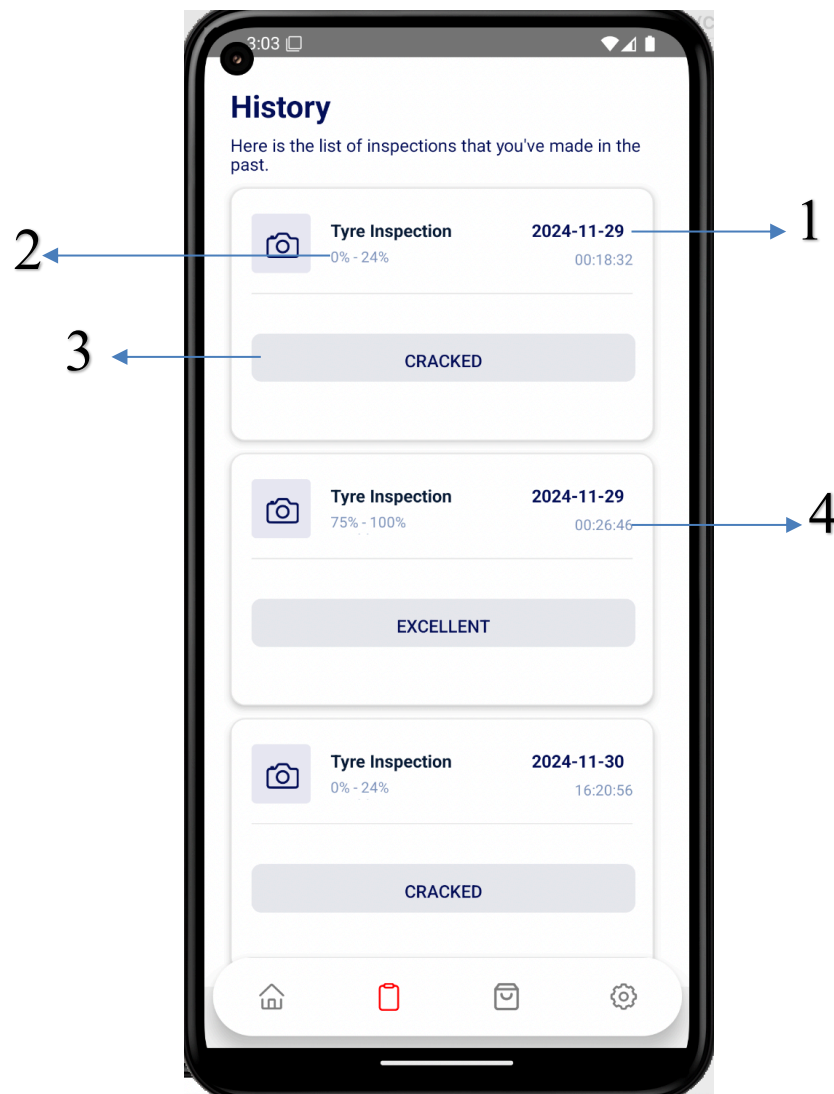 3:03
History
Here is the list of inspections that you've made in the
past.
Tyre Inspection 2024-11-29 1
2 0% - 24% 00:18:32
3 CRACKED
Tyre Inspection 2024-11-29
75% - 100% 00:26:46 4
EXCELLENT
Tyre Inspection 2024-11-30
0% - 24% 16:20:56
CRACKED